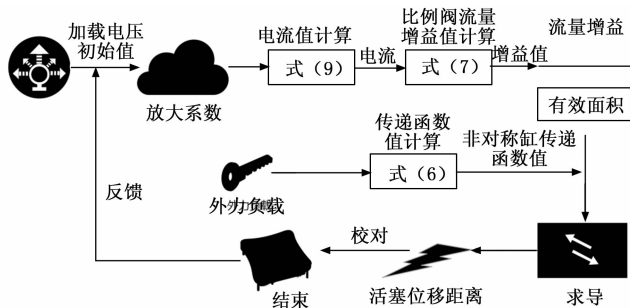 加载电压
初始值
放大系数
电流值计算
式（9）
电流
比例阀流量
增益值计算
式（7）
增益值
流量增益
有效面积
外力负载
传递函数
值计算
式（6）
非对称缸传递
函数值
求导
活塞位移距离
校对
结束
反馈